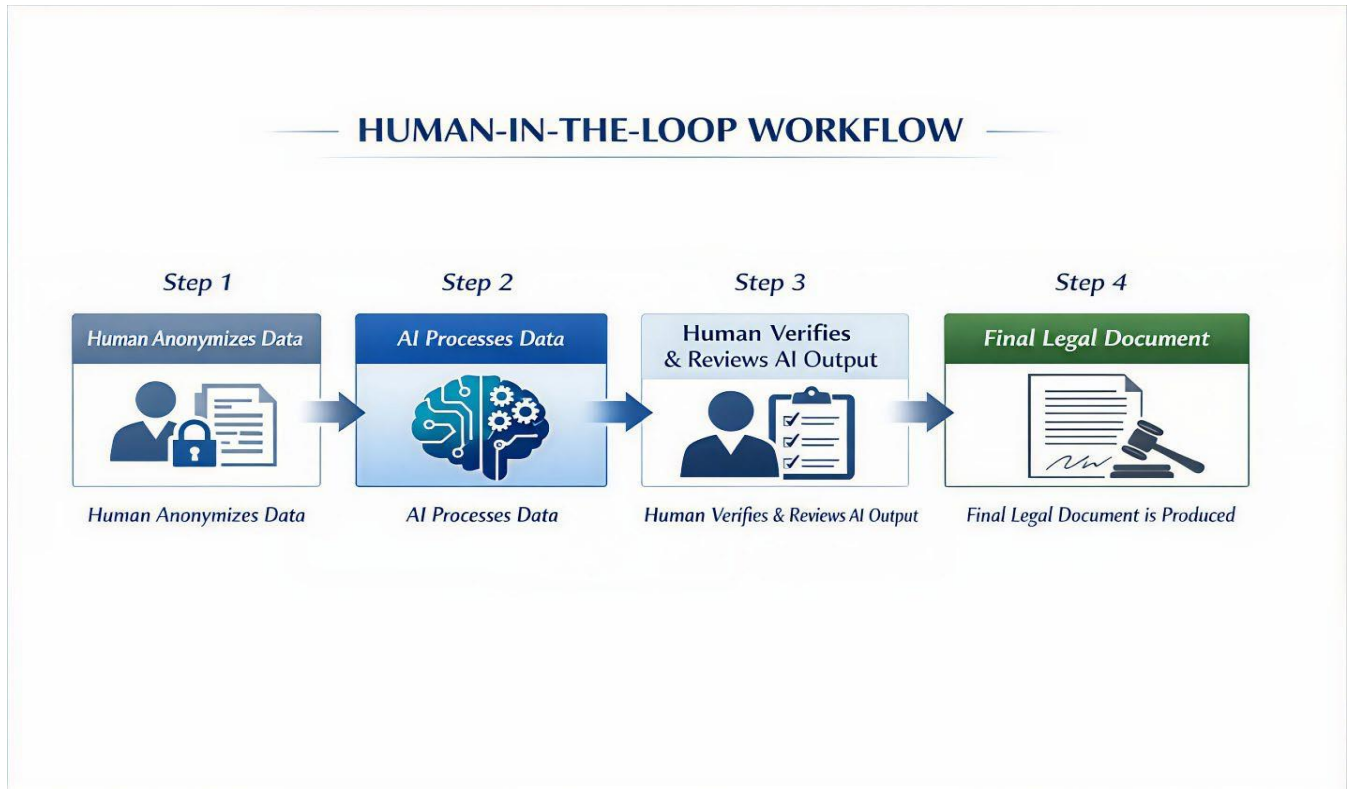 HUMAN-IN-THE-LOOP WORKFLOW
Step 1
Human Anonymizes Data
Human Anonymizes Data
Step 2
AI Processes Data
AI Processes Data
Step 3
Human Verifies
& Reviews AI Output
Human Verifies & Reviews AI Output
Step 4
Final Legal Document
Final Legal Document is Produced